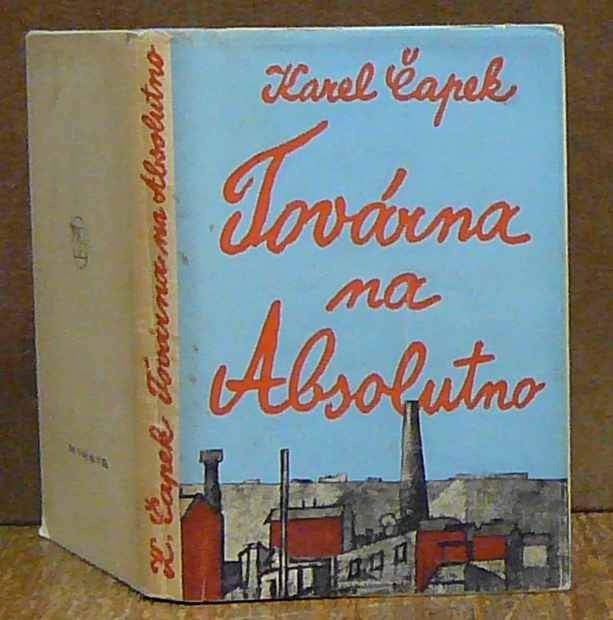 Karel Čapek
Továrna
na
Absolutno
K. Čapek Továrna na Absolutno